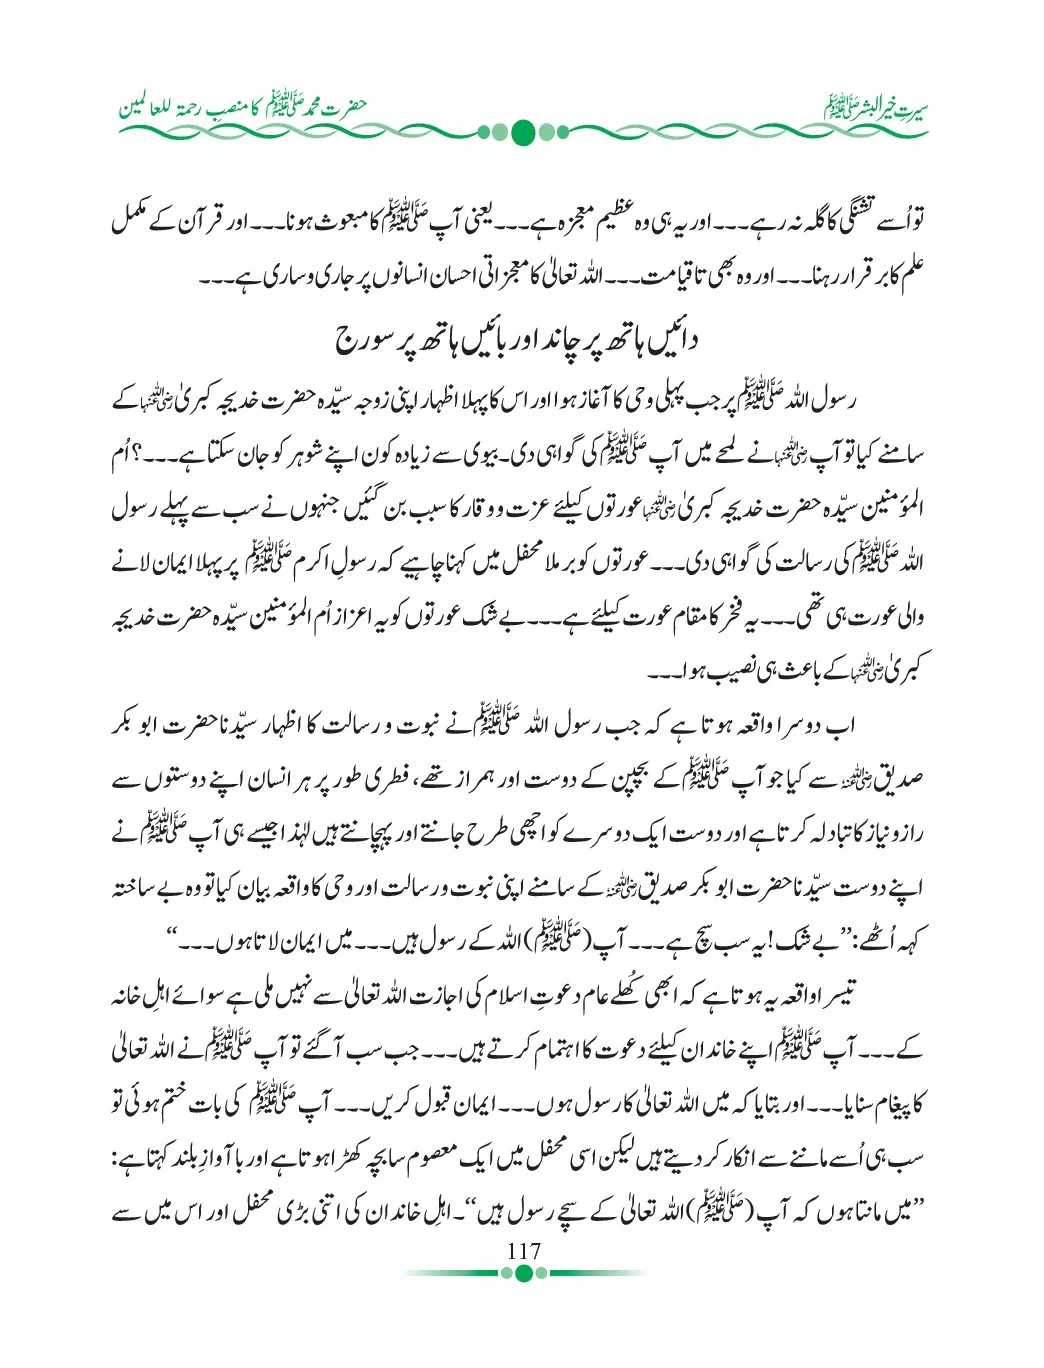 سیرتِ خیر البشر ﷺ
حضرت محمد ﷺ کا منصبِ رحمۃ للعالمین
تو اُسے تشنگی کا گلہ نہ رہے۔۔۔ اور یہ ہی وہ عظیم معجزہ ہے۔۔۔ یعنی آپ ﷺ کا مبعوث ہونا۔۔۔ اور قرآن کے مکمل
علم کا برقرار رہنا۔۔۔ اور وہ بھی تا قیامت۔۔۔ اللہ تعالیٰ کا معجزاتی احسان انسانوں پر جاری و ساری ہے۔۔۔
دائیں ہاتھ پر چاند اور بائیں ہاتھ پر سورج
رسول اللہ ﷺ پر جب پہلی وحی کا آغاز ہوا اور اس کا پہلا اظہار اپنی زوجہ سیّدہ حضرت خدیجہ کبریٰ رضی اللہ عنہا کے
سامنے کیا تو آپ رضی اللہ عنہا نے لمحے میں آپ ﷺ کی گواہی دی۔ بیوی سے زیادہ کون اپنے شوہر کو جان سکتا ہے۔۔۔؟ اُم
المؤمنین سیّدہ حضرت خدیجہ کبریٰ رضی اللہ عنہا عورتوں کیلئے عزت و وقار کا سبب بن گئیں جنہوں نے سب سے پہلے رسول
اللہ ﷺ کی رسالت کی گواہی دی۔۔۔ عورتوں کو برملا محفل میں کہنا چاہیے کہ رسولِ اکرم ﷺ پر پہلا ایمان لانے
والی عورت ہی تھی۔۔۔ یہ فخر کا مقام عورت کیلئے ہے۔۔۔ بے شک عورتوں کو یہ اعزاز اُم المؤمنین سیّدہ حضرت خدیجہ
کبریٰ رضی اللہ عنہا کے باعث ہی نصیب ہوا۔۔۔
اب دوسرا واقعہ ہوتا ہے کہ جب رسول اللہ ﷺ نے نبوت و رسالت کا اظہار سیّدنا حضرت ابو بکر
صدیق رضی اللہ عنہ سے کیا جو آپ ﷺ کے بچپن کے دوست اور ہمراز تھے، فطری طور پر ہر انسان اپنے دوستوں سے
راز و نیاز کا تبادلہ کرتا ہے اور دوست ایک دوسرے کو اچھی طرح جانتے اور پہچانتے ہیں لہٰذا جیسے ہی آپ ﷺ نے
اپنے دوست سیّدنا حضرت ابو بکر صدیق رضی اللہ عنہ کے سامنے اپنی نبوت و رسالت اور وحی کا واقعہ بیان کیا تو وہ بے ساختہ
کہہ اُٹھے: ”بے شک! یہ سب سچ ہے۔۔۔ آپ (ﷺ) اللہ کے رسول ہیں۔۔۔ میں ایمان لاتا ہوں۔۔۔“
تیسرا واقعہ یہ ہوتا ہے کہ ابھی کُھلے عام دعوتِ اسلام کی اجازت اللہ تعالیٰ سے نہیں ملی ہے سوائے اہلِ خانہ
کے۔۔۔ آپ ﷺ اپنے خاندان کیلئے دعوت کا اہتمام کرتے ہیں۔۔۔ جب سب آگئے تو آپ ﷺ نے اللہ تعالیٰ
کا پیغام سنایا۔۔۔ اور بتایا کہ میں اللہ تعالیٰ کا رسول ہوں۔۔۔ ایمان قبول کریں۔۔۔ آپ ﷺ کی بات ختم ہوئی تو
سب ہی اُسے ماننے سے انکار کر دیتے ہیں لیکن اسی محفل میں ایک معصوم سا بچہ کھڑا ہوتا ہے اور با آوازِ بلند کہتا ہے:
”میں مانتا ہوں کہ آپ (ﷺ) اللہ تعالیٰ کے سچے رسول ہیں“۔ اہلِ خاندان کی اتنی بڑی محفل اور اس میں سے
117